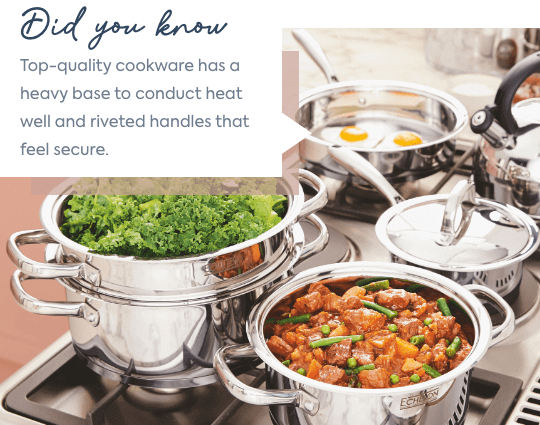 Did you know
Top-quality cookware has a
heavy base to conduct heat
well and riveted handles that
feel secure.
ECHELON